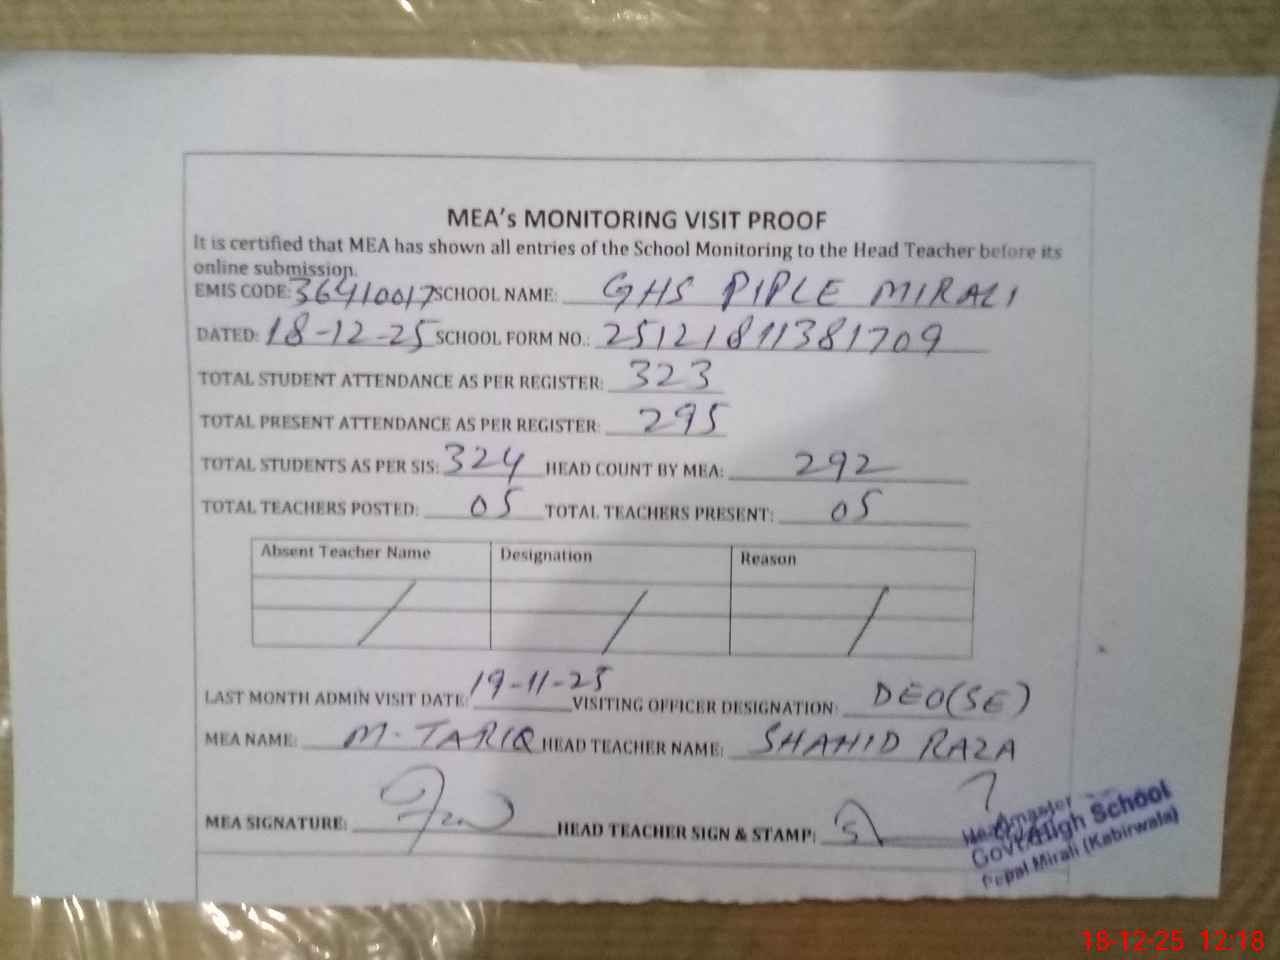 MEA's MONITORING VISIT PROOF
It is certified that MEA has shown all entries of the School Monitoring to the Head Teacher before its
online submission.
EMIS CODE: 36410017 SCHOOL NAME: GHS PIPLE MIRALI
DATED: 18-12-25 SCHOOL FORM NO.: 25121811381709
TOTAL STUDENT ATTENDANCE AS PER REGISTER: 323
TOTAL PRESENT ATTENDANCE AS PER REGISTER: 295
TOTAL STUDENTS AS PER SIS: 324 HEAD COUNT BY MEA: 292
TOTAL TEACHERS POSTED: 05 TOTAL TEACHERS PRESENT: 05
Absent Teacher Name Designation Reason
LAST MONTH ADMIN VISIT DATE: 19-11-25 VISITING OFFICER DESIGNATION: DEO(SE)
MEA NAME: M. TARIQ HEAD TEACHER NAME: SHAHID RAZA
MEA SIGNATURE: HEAD TEACHER SIGN & STAMP:
Headmaster
Govt. High School
Pepal Mirali (Kabirwala)
18-12-25 12:18